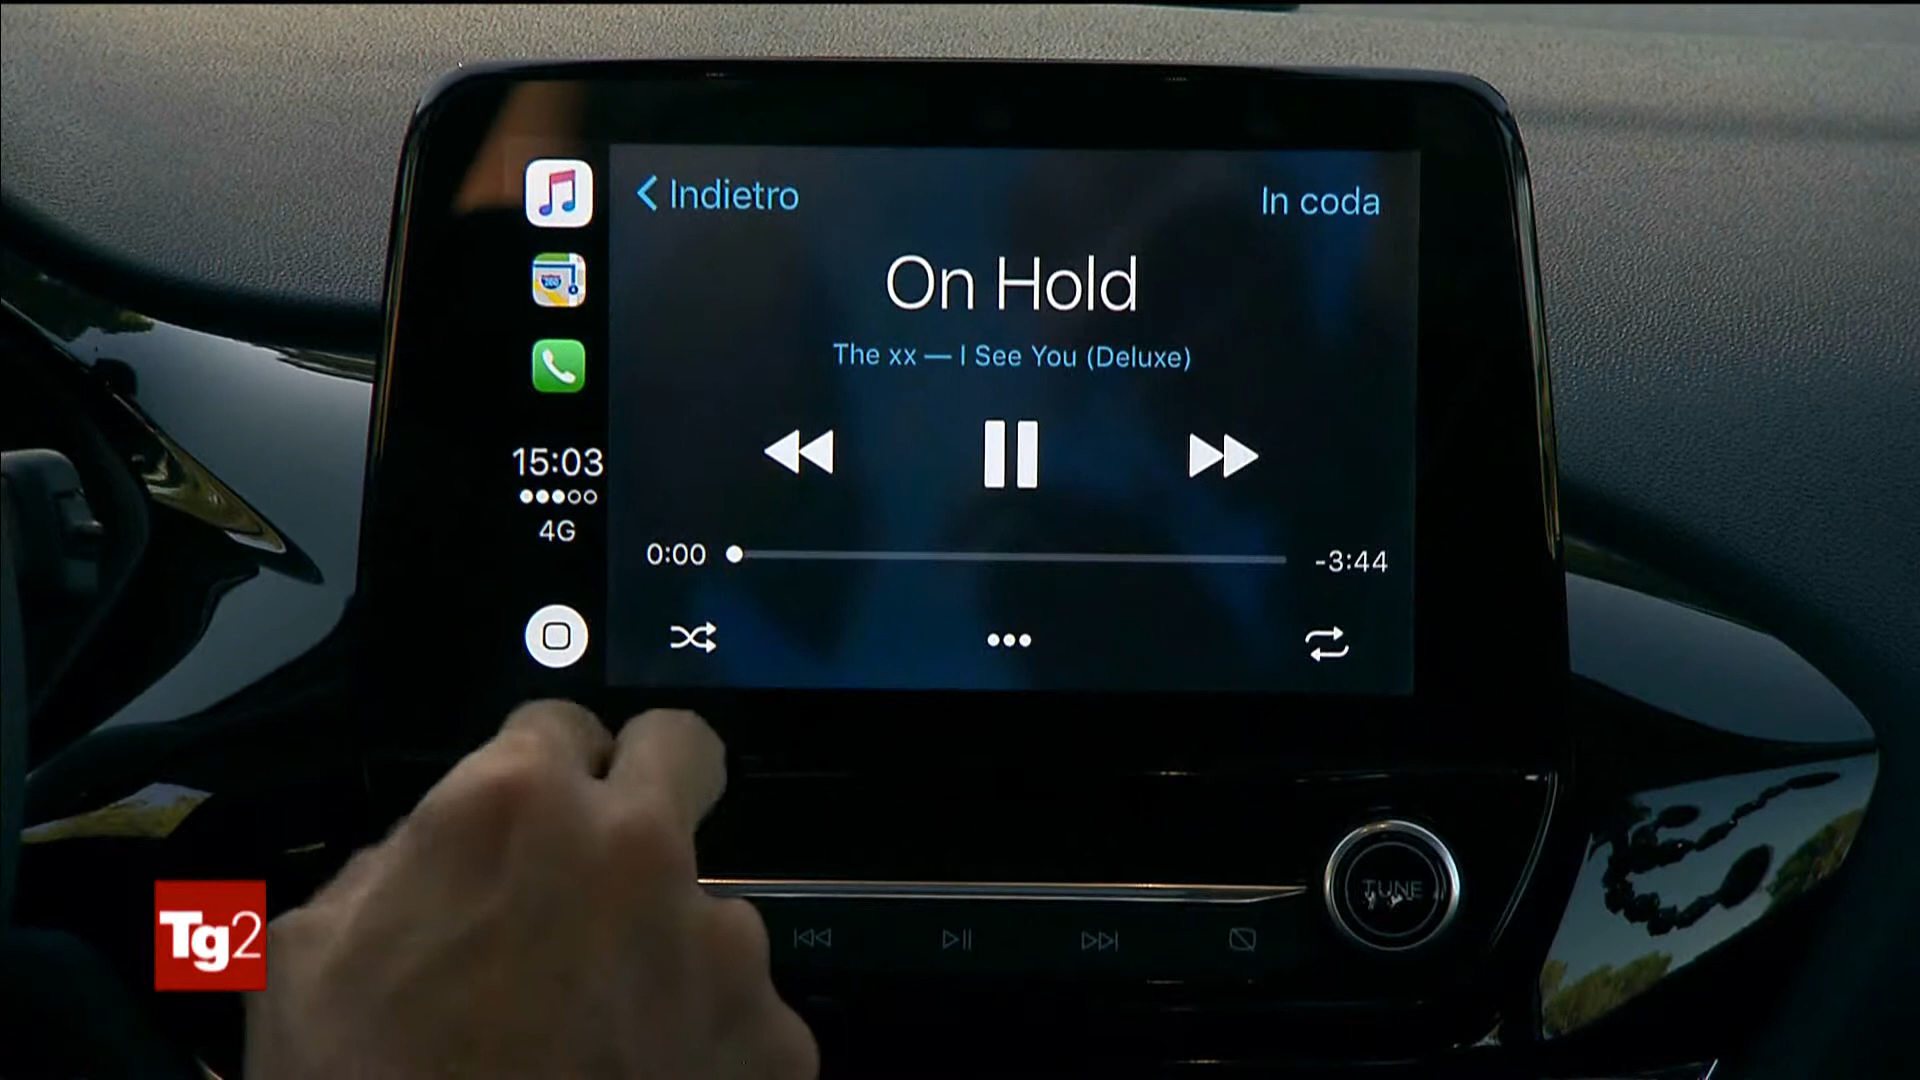 Indietro
In coda
On Hold
The xx — I See You (Deluxe)
15:03
4G
0:00
-3:44
TUNE
Tg2